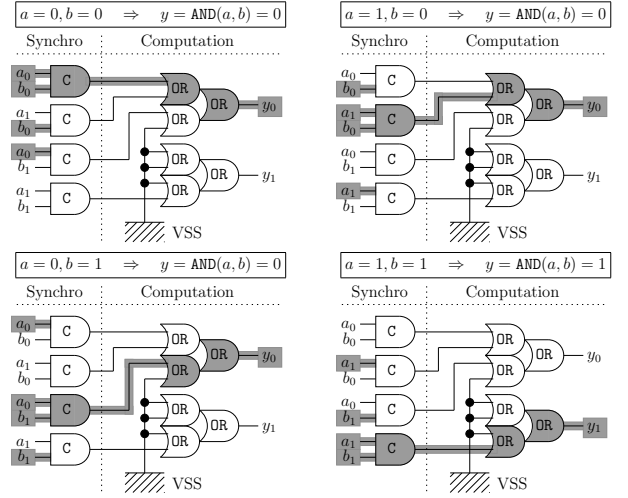 a = 0, b = 0 ⇒ y = AND(a, b) = 0
Synchro Computation
a0
b0
C
OR
OR
y0
a1
b0
C
OR
a0
b1
C
OR
OR
y1
a1
b1
C
OR
VSS
a = 1, b = 0 ⇒ y = AND(a, b) = 0
Synchro Computation
a0
b0
C
OR
OR
y0
a1
b0
C
OR
a0
b1
C
OR
OR
y1
a1
b1
C
OR
VSS
a = 0, b = 1 ⇒ y = AND(a, b) = 0
Synchro Computation
a0
b0
C
OR
OR
y0
a1
b0
C
OR
a0
b1
C
OR
OR
y1
a1
b1
C
OR
VSS
a = 1, b = 1 ⇒ y = AND(a, b) = 1
Synchro Computation
a0
b0
C
OR
OR
y0
a1
b0
C
OR
a0
b1
C
OR
OR
y1
a1
b1
C
OR
VSS